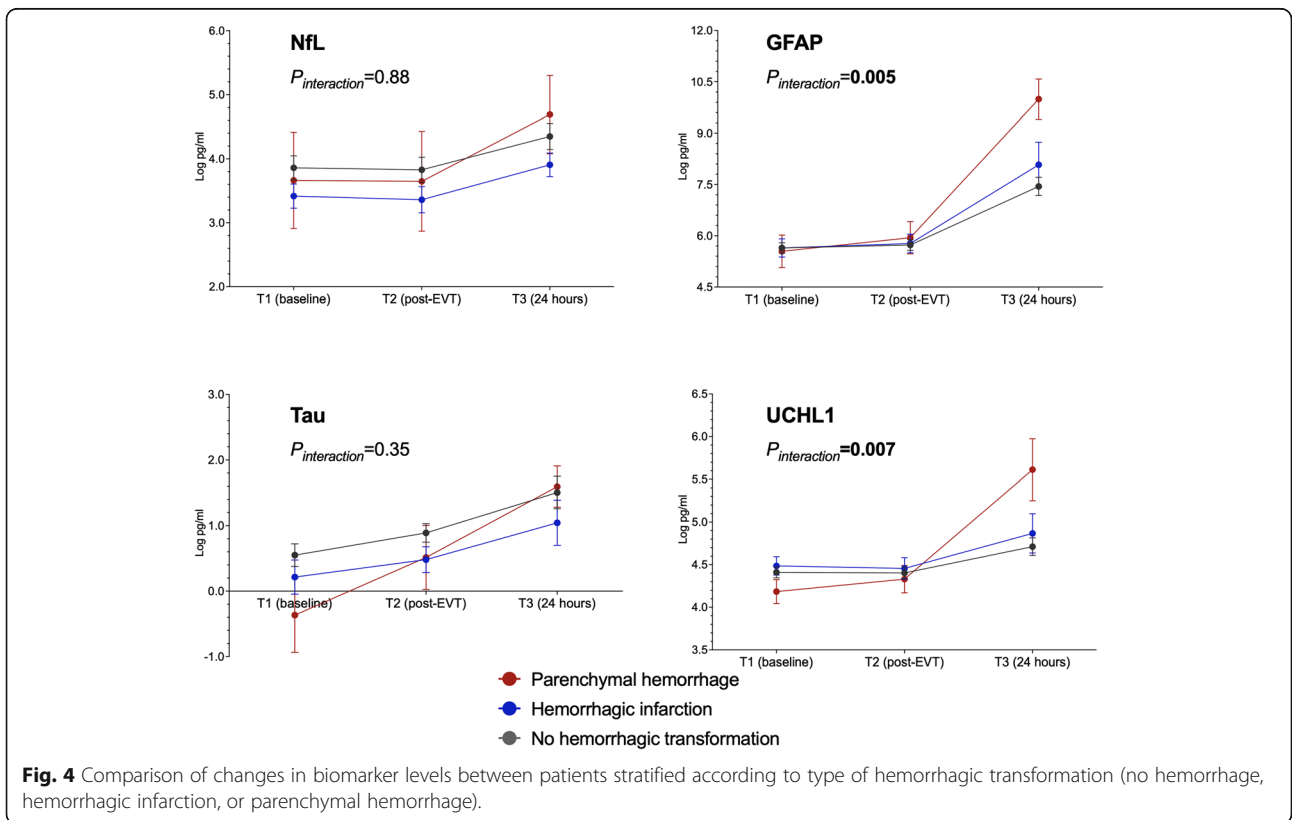 NfL
Pinteraction=0.88
6.0
5.0
4.0
3.0
2.0
Log pg/ml
T1 (baseline) T2 (post-EVT) T3 (24 hours)
GFAP
Pinteraction=0.005
12.0
10.5
9.0
7.5
6.0
4.5
Log pg/ml
T1 (baseline) T2 (post-EVT) T3 (24 hours)
Tau
Pinteraction=0.35
3.0
2.0
1.0
0.0
-1.0
Log pg/ml
T1 (baseline) T2 (post-EVT) T3 (24 hours)
UCHL1
Pinteraction=0.007
6.5
6.0
5.5
5.0
4.5
4.0
3.5
Log pg/ml
T1 (baseline) T2 (post-EVT) T3 (24 hours)
Parenchymal hemorrhage
Hemorrhagic infarction
No hemorrhagic transformation
Fig. 4 Comparison of changes in biomarker levels between patients stratified according to type of hemorrhagic transformation (no hemorrhage,
hemorrhagic infarction, or parenchymal hemorrhage).